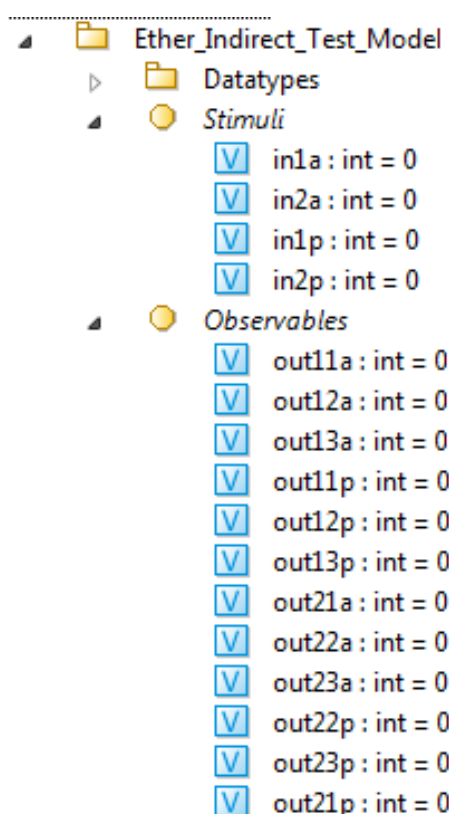 Ether_Indirect_Test_Model
Datatypes
Stimuli
V in1a : int = 0
V in2a : int = 0
V in1p : int = 0
V in2p : int = 0
Observables
V out11a : int = 0
V out12a : int = 0
V out13a : int = 0
V out11p : int = 0
V out12p : int = 0
V out13p : int = 0
V out21a : int = 0
V out22a : int = 0
V out23a : int = 0
V out22p : int = 0
V out23p : int = 0
V out21p : int = 0